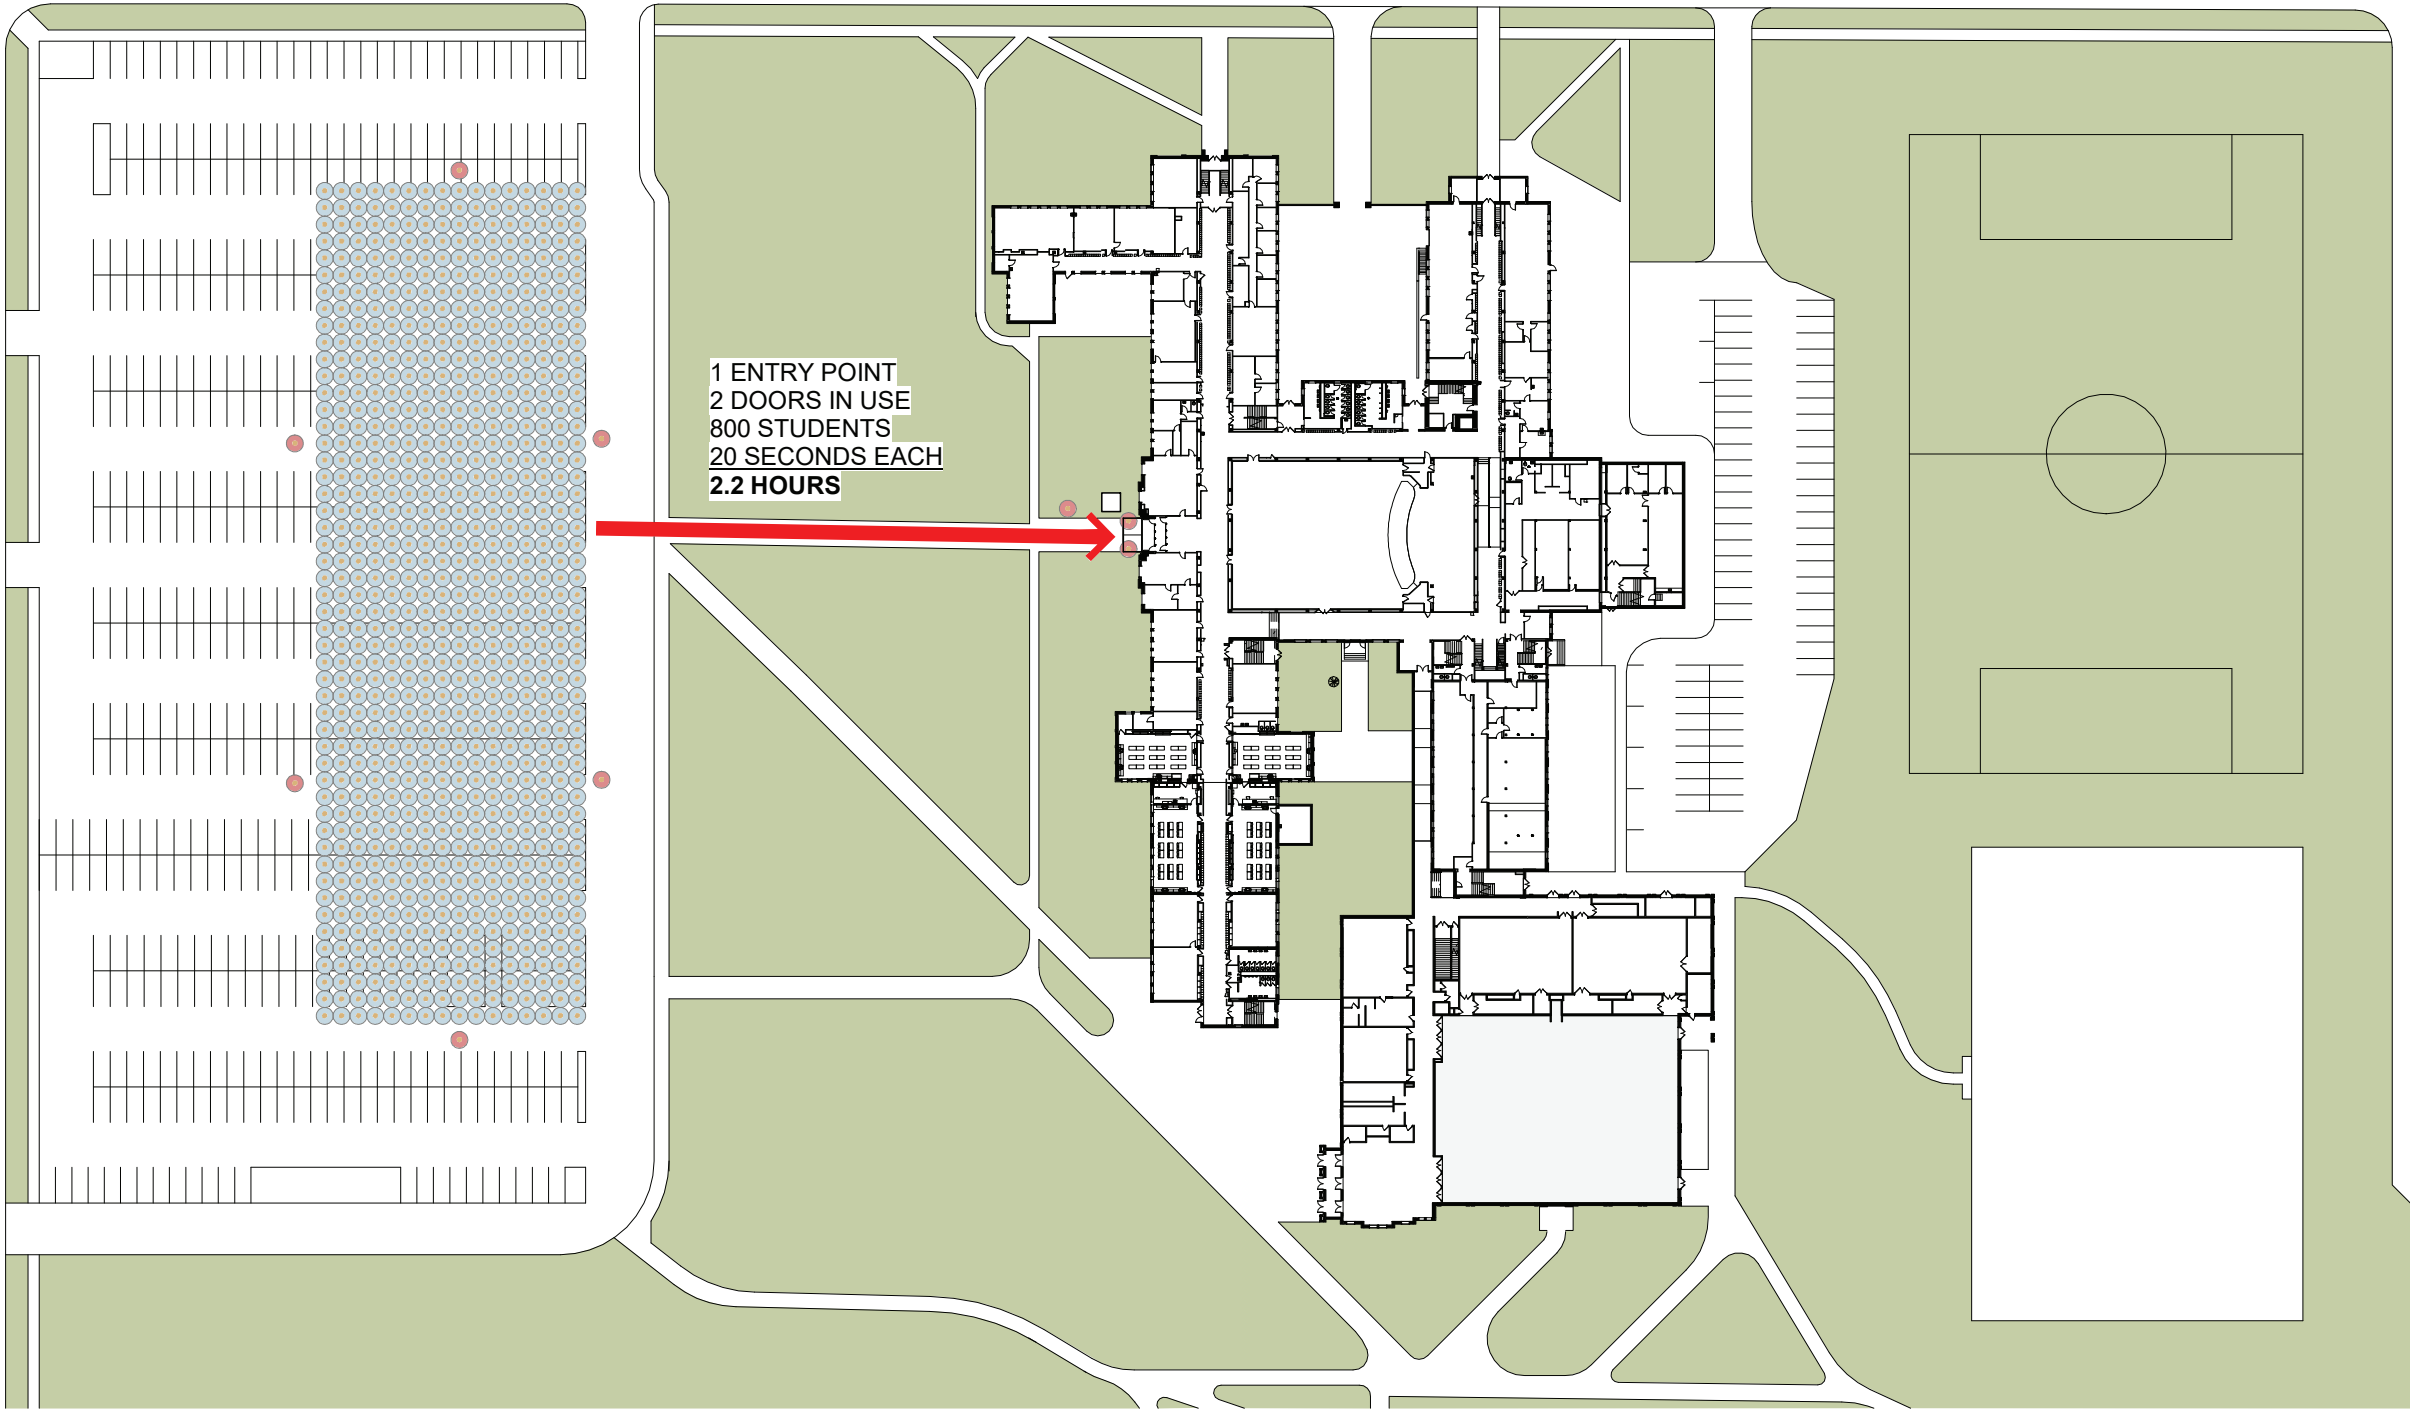 1 ENTRY POINT
2 DOORS IN USE
800 STUDENTS
20 SECONDS EACH
2.2 HOURS